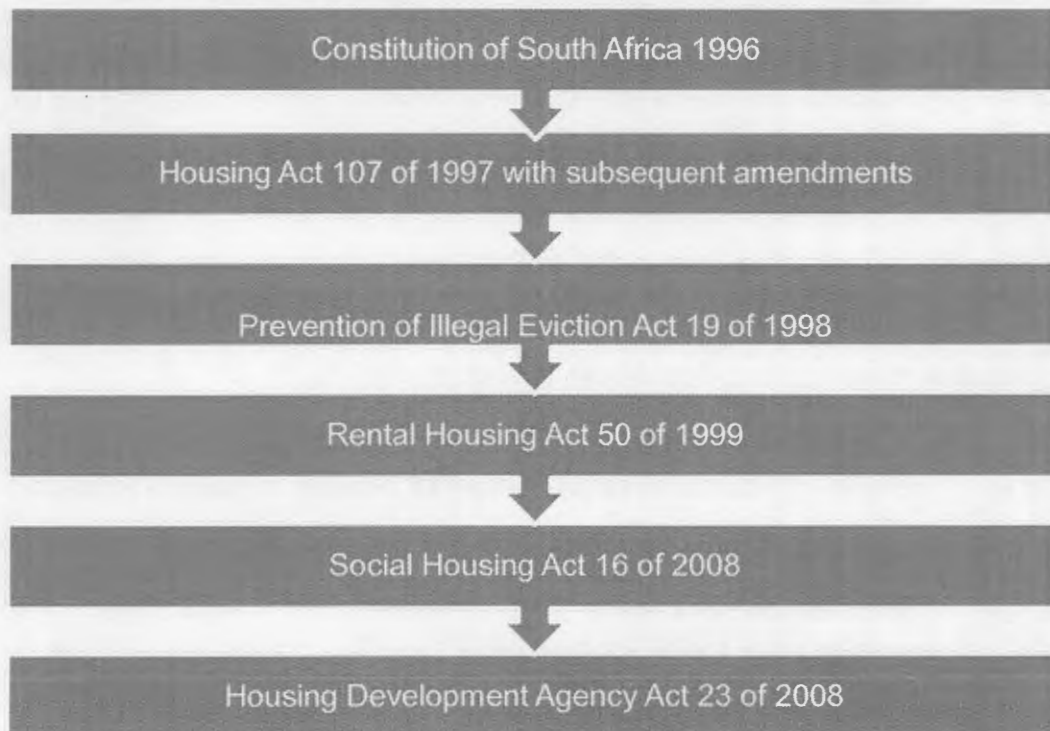 Constitution of South Africa 1996
Housing Act 107 of 1997 with subsequent amendments
Prevention of Illegal Eviction Act 19 of 1998
Rental Housing Act 50 of 1999
Social Housing Act 16 of 2008
Housing Development Agency Act 23 of 2008